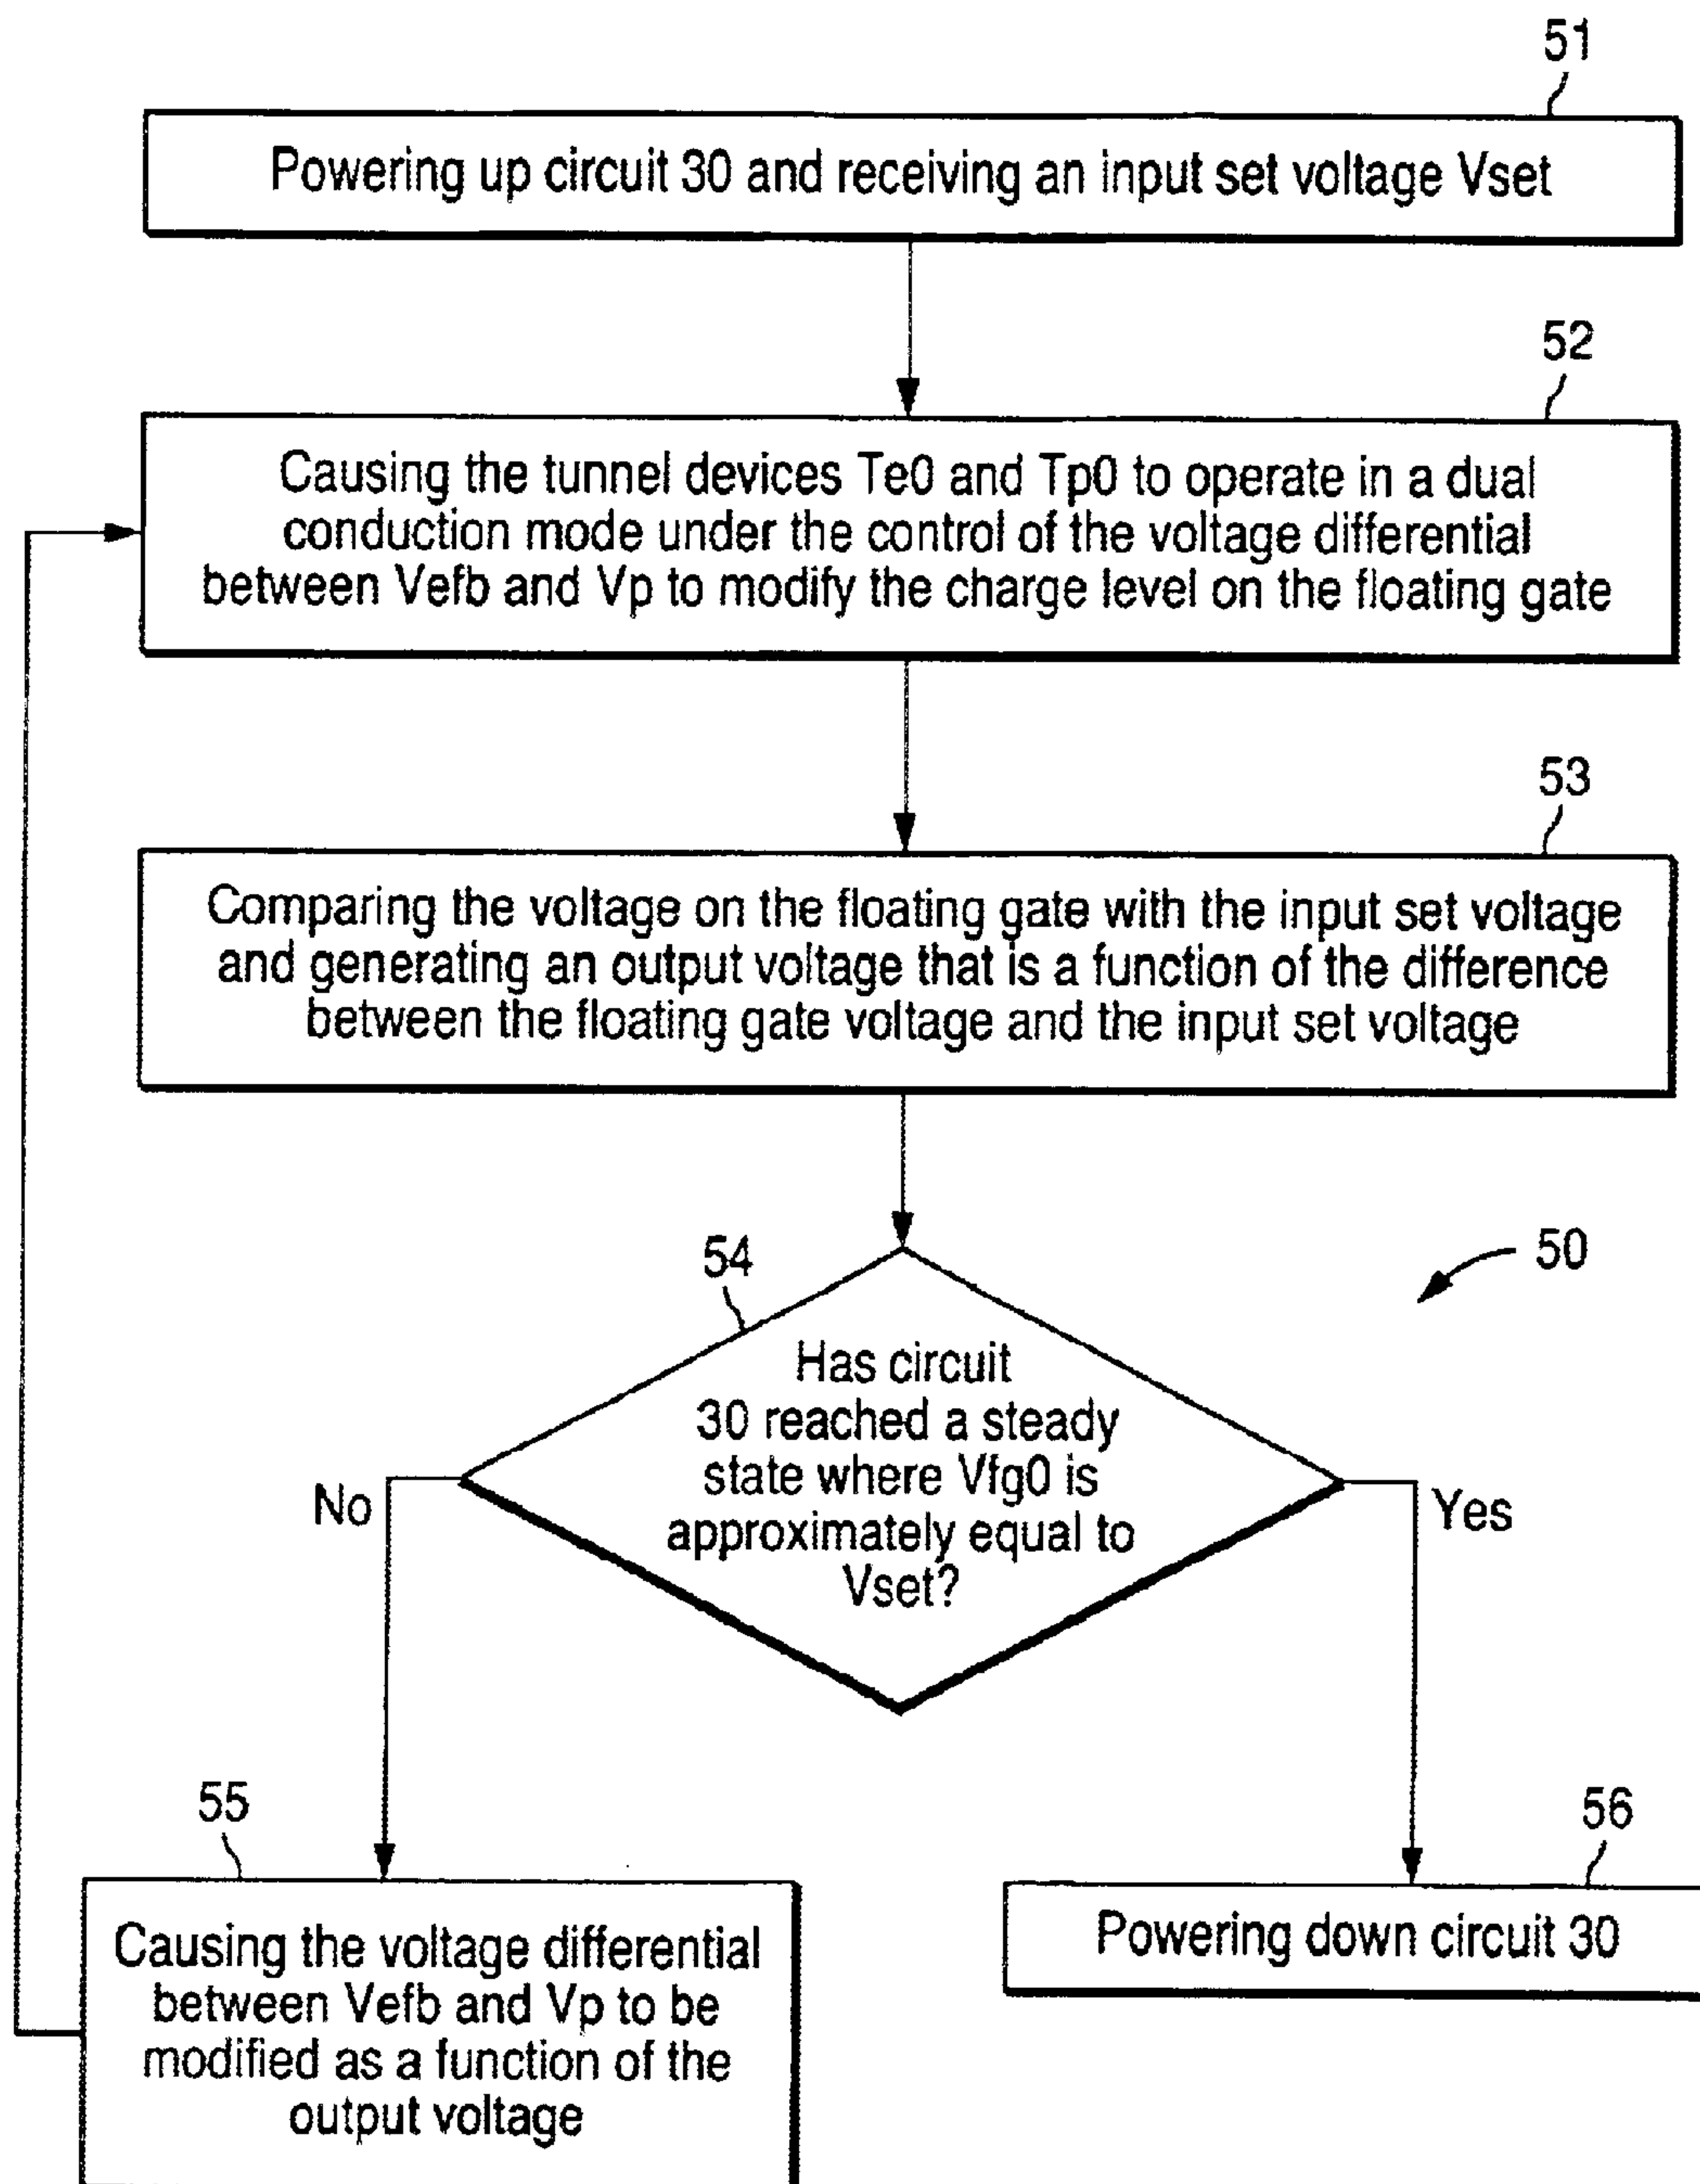 51
Powering up circuit 30 and receiving an input set voltage Vset
52
Causing the tunnel devices Te0 and Tp0 to operate in a dual
conduction mode under the control of the voltage differential
between Vefb and Vp to modify the charge level on the floating gate
53
Comparing the voltage on the floating gate with the input set voltage
and generating an output voltage that is a function of the difference
between the floating gate voltage and the input set voltage
54
50
Has circuit
30 reached a steady
state where Vfg0 is
approximately equal to
Vset?
No
Yes
55
Causing the voltage differential
between Vefb and Vp to be
modified as a function of the
output voltage
56
Powering down circuit 30